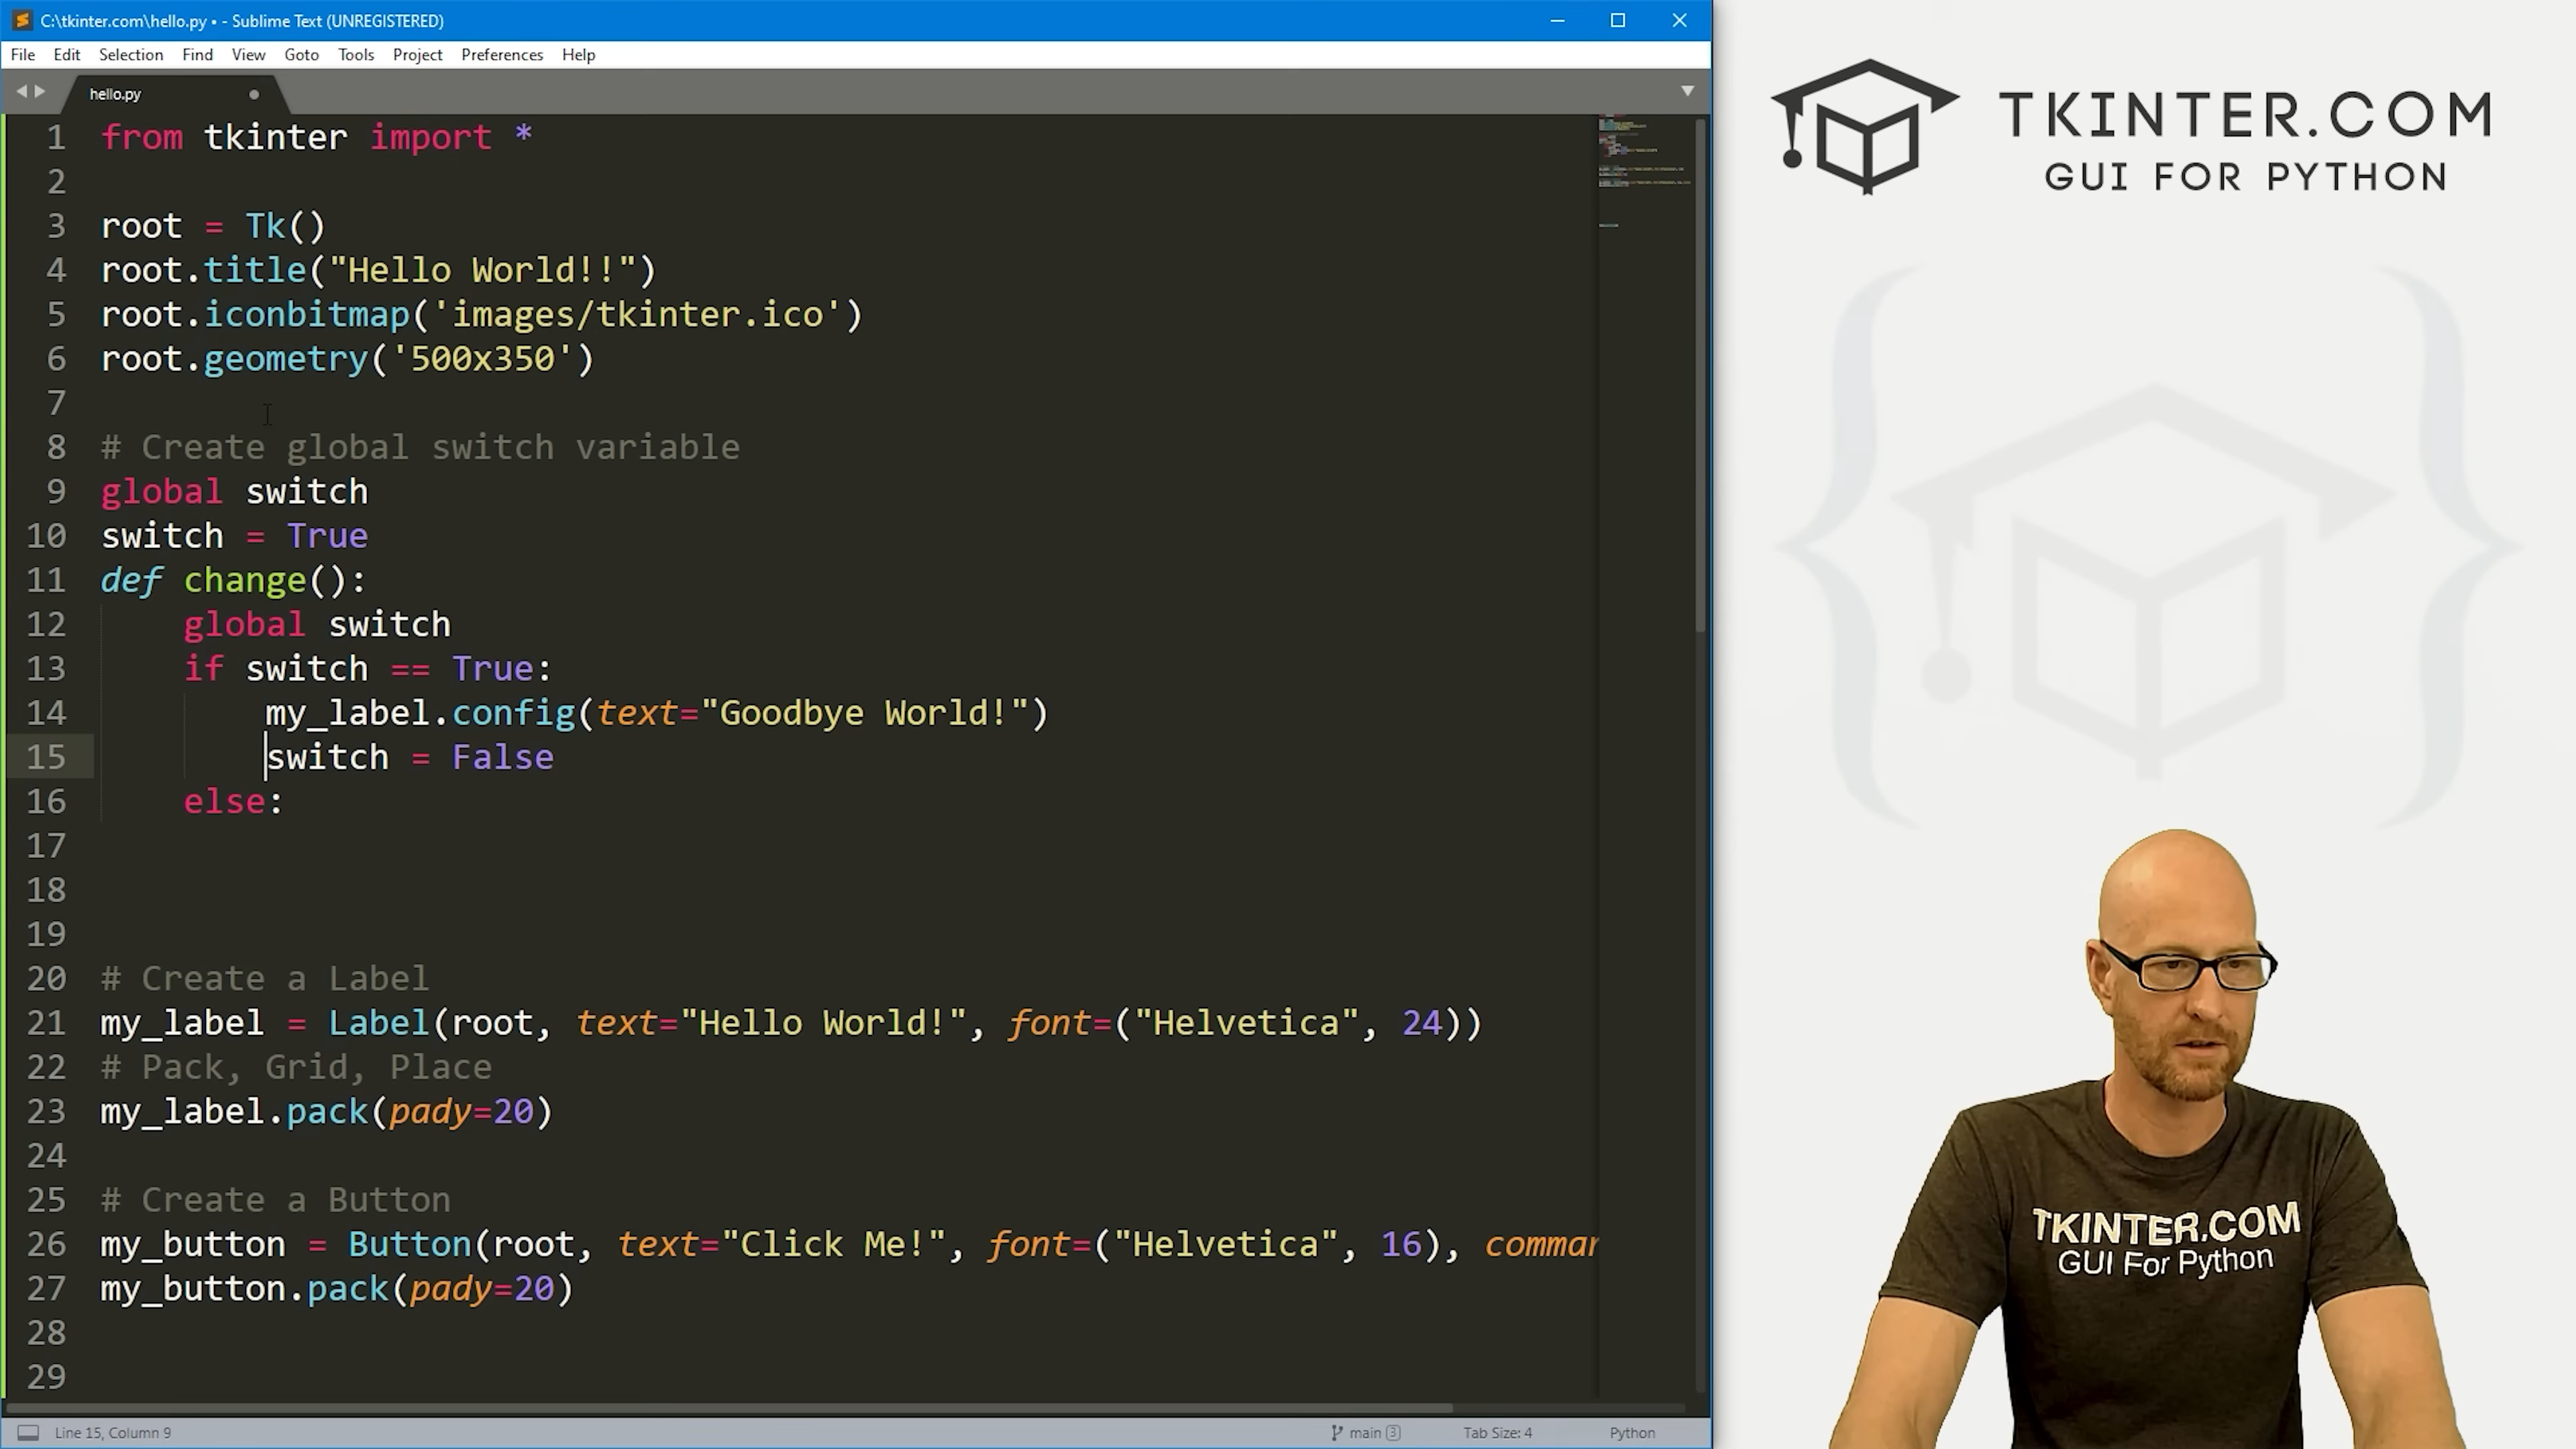 C:\tkinter.com\hello.py • - Sublime Text (UNREGISTERED)
File Edit Selection Find View Goto Tools Project Preferences Help
hello.py
1 from tkinter import *
2
3 root = Tk()
4 root.title("Hello World!!")
5 root.iconbitmap('images/tkinter.ico')
6 root.geometry('500x350')
7
8 # Create global switch variable
9 global switch
10 switch = True
11 def change():
12 global switch
13 if switch == True:
14 my_label.config(text="Goodbye World!")
15 switch = False
16 else:
17
18
19
20 # Create a Label
21 my_label = Label(root, text="Hello World!", font=("Helvetica", 24))
22 # Pack, Grid, Place
23 my_label.pack(pady=20)
24
25 # Create a Button
26 my_button = Button(root, text="Click Me!", font=("Helvetica", 16), commar
27 my_button.pack(pady=20)
28
29
Line 15, Column 9 main 3 Tab Size: 4 Python
TKINTER.COM
GUI FOR PYTHON
TKINTER.COM
GUI For Python